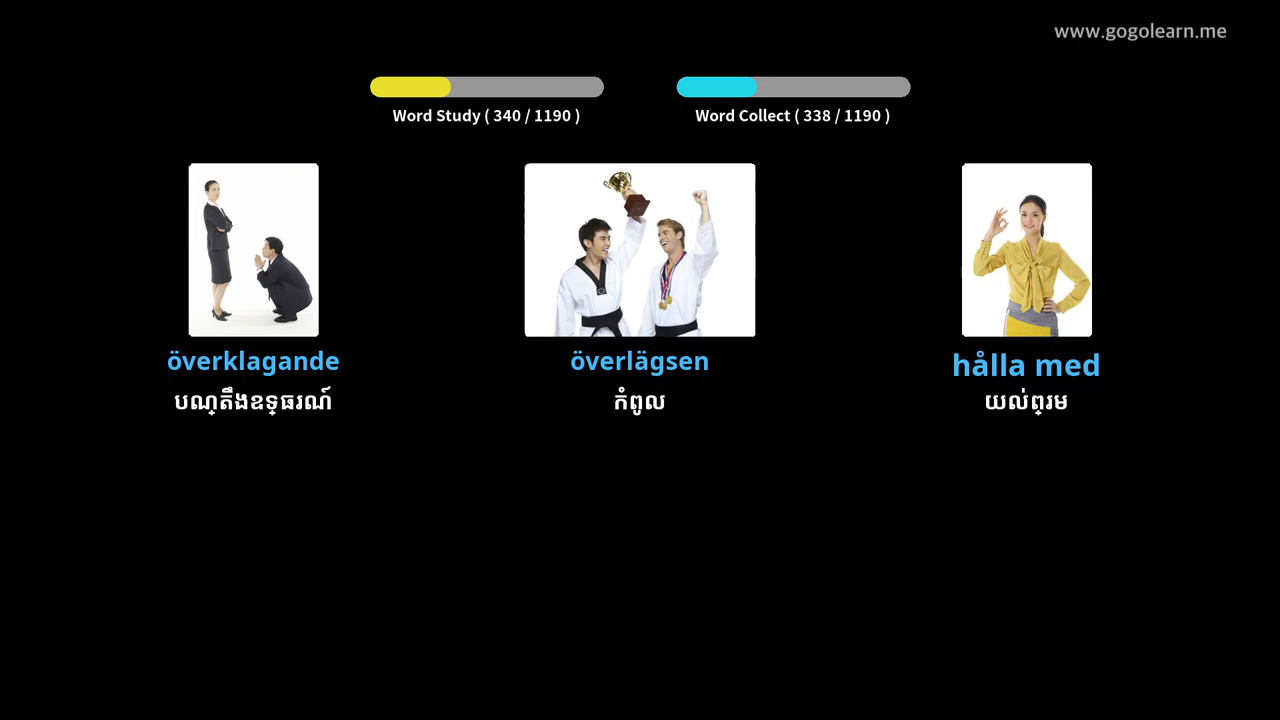 www.gogolearn.me
Word Study ( 340 / 1190 )
Word Collect ( 338 / 1190 )
överklagande
överlägsen
hålla med
បណ្តឹងឧទ្ធរណ៍
កំពូល
យល់ព្រម